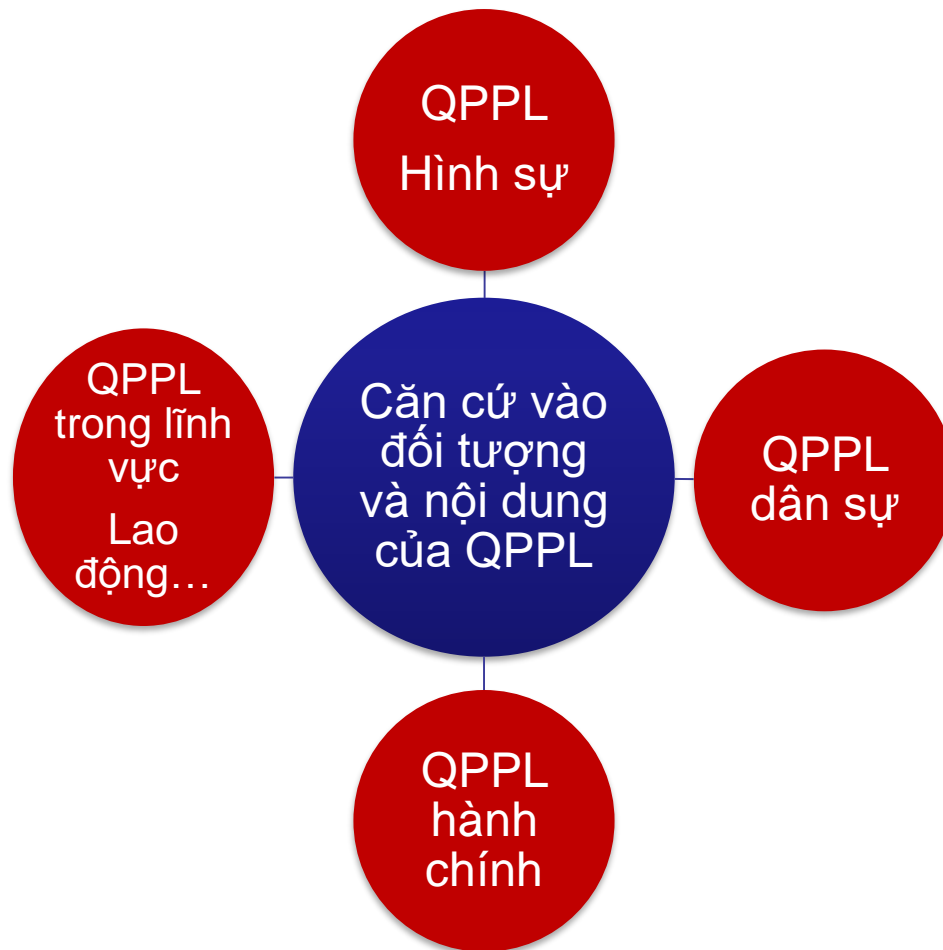 QPPL
Hình sự
QPPL
trong lĩnh
vực
Lao
động…
Căn cứ vào
đối tượng
và nội dung
của QPPL
QPPL
dân sự
QPPL
hành
chính